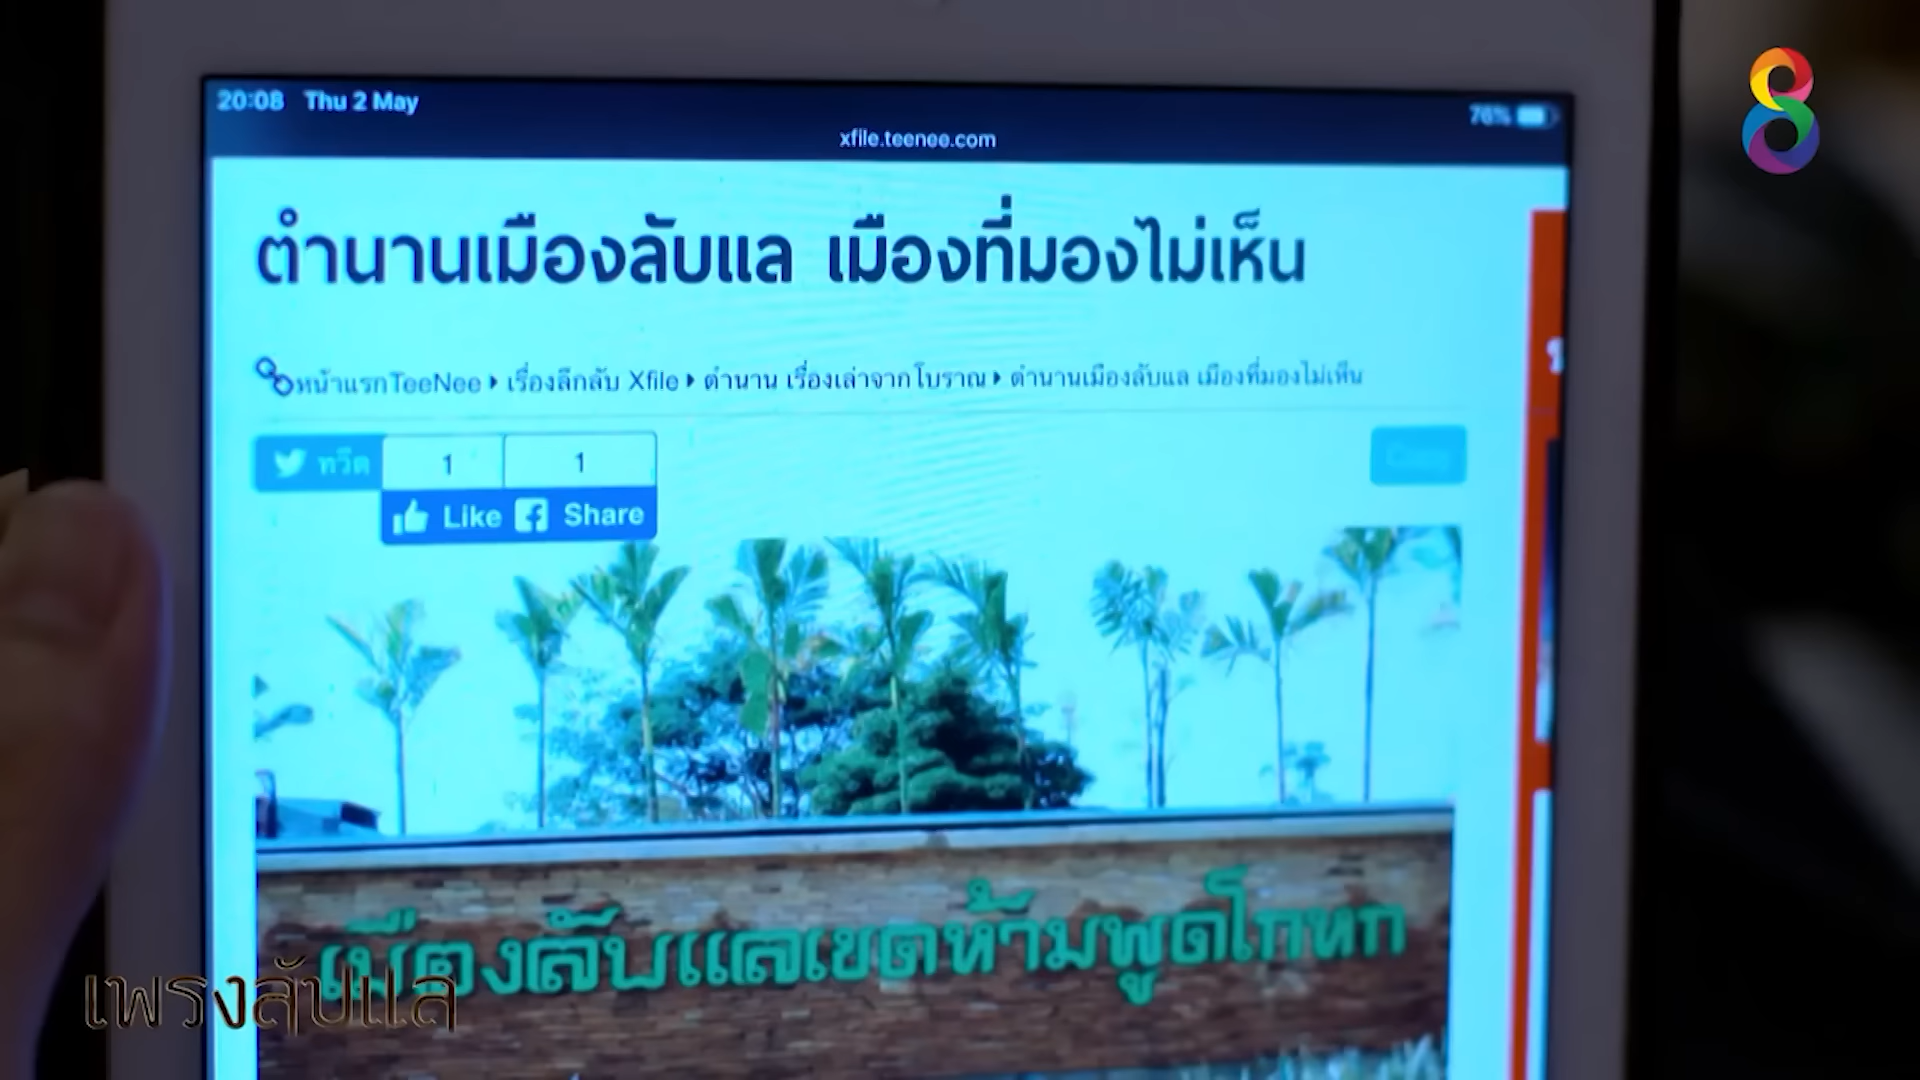 20:08 Thu 2 May
76%
xfile.teenee.com
ตำนานเมืองลับแล เมืองที่มองไม่เห็น
หน้าแรกTeeNee เรื่องลึกลับ Xfile ตำนาน เรื่องเล่าจากโบราณ ตำนานเมืองลับแล เมืองที่มองไม่เห็น
ทวีต 1 1
Like Share
เมืองลับแลเขตห้ามพูดโกหก
เพรงลับแล
8